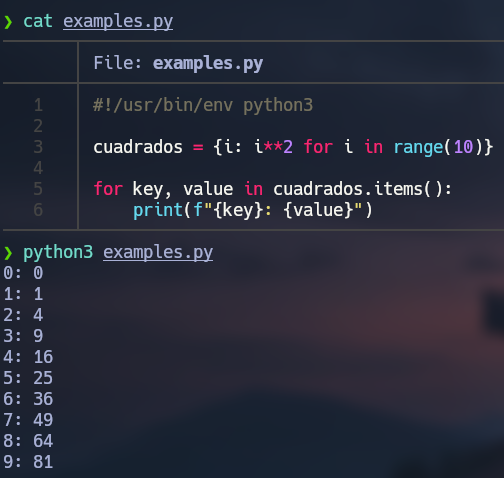 ❯ cat examples.py
File: examples.py
1 #!/usr/bin/env python3
2
3 cuadrados = {i: i**2 for i in range(10)}
4
5 for key, value in cuadrados.items():
6     print(f"{key}: {value}")
❯ python3 examples.py
0: 0
1: 1
2: 4
3: 9
4: 16
5: 25
6: 36
7: 49
8: 64
9: 81